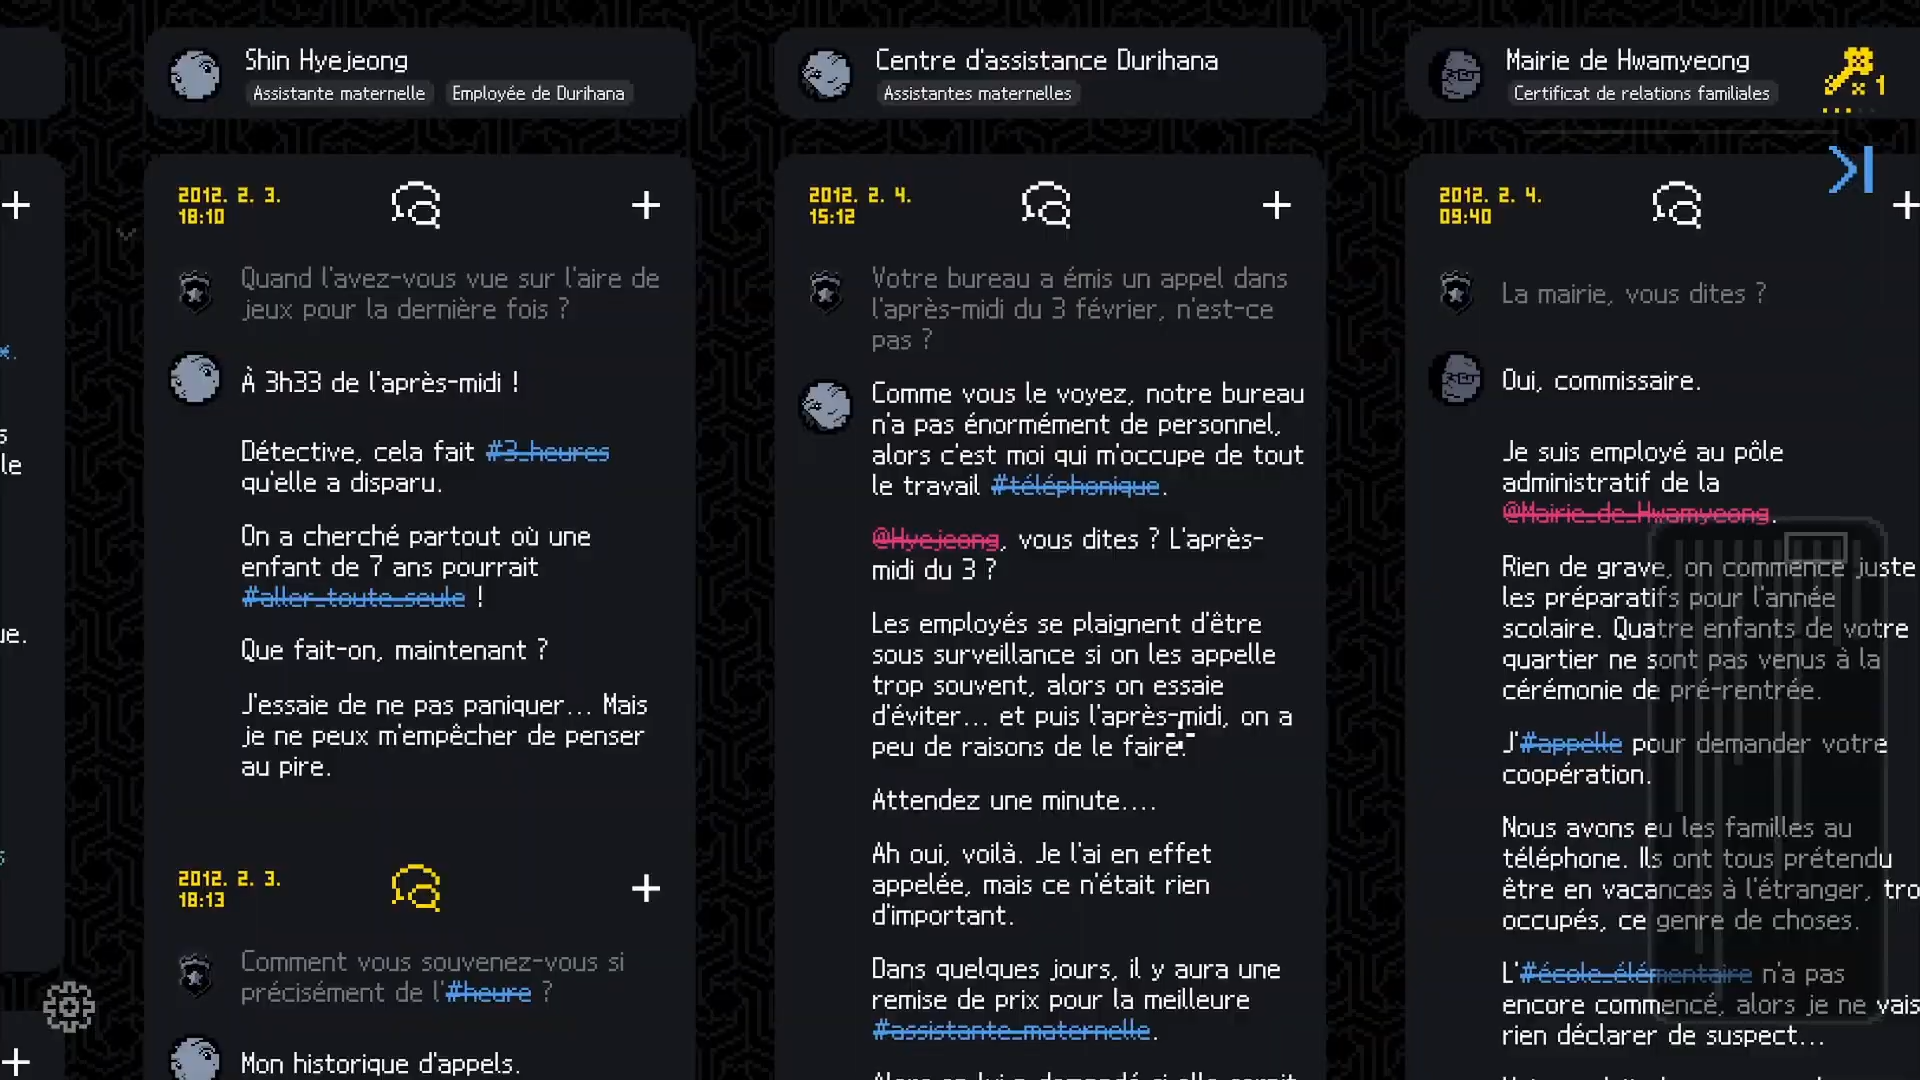 Shin Hyejeong
Assistante maternelle
Employée de Durihana
2012. 2. 3.
18:10
Quand l'avez-vous vue sur l'aire de
jeux pour la dernière fois ?
À 3h33 de l'après-midi !
Détective, cela fait #3_heures
qu'elle a disparu.
On a cherché partout où une
enfant de 7 ans pourrait
#aller_toute_seule !
Que fait-on, maintenant ?
J'essaie de ne pas paniquer... Mais
je ne peux m'empêcher de penser
au pire.
2012. 2. 3.
18:13
Comment vous souvenez-vous si
précisément de l'#heure ?
Mon historique d'appels.
Centre d'assistance Durihana
Assistantes maternelles
2012. 2. 4.
15:12
Votre bureau a émis un appel dans
l'après-midi du 3 février, n'est-ce
pas ?
Comme vous le voyez, notre bureau
n'a pas énormément de personnel,
alors c'est moi qui m'occupe de tout
le travail #téléphonique.
@Hyejeong, vous dites ? L'après-
midi du 3 ?
Les employés se plaignent d'être
sous surveillance si on les appelle
trop souvent, alors on essaie
d'éviter... et puis l'après-midi, on a
peu de raisons de le faire.
Attendez une minute....
Ah oui, voilà. Je l'ai en effet
appelée, mais ce n'était rien
d'important.
Dans quelques jours, il y aura une
remise de prix pour la meilleure
#assistante_maternelle.
Mairie de Hwamyeong
Certificat de relations familiales
x 1
2012. 2. 4.
09:40
La mairie, vous dites ?
Oui, commissaire.
Je suis employé au pôle
administratif de la
@Mairie_de_Hwamyeong.
Rien de grave, on commence juste
les préparatifs pour l'année
scolaire. Quatre enfants de votre
quartier ne sont pas venus à la
cérémonie de pré-rentrée.
J'#appelle pour demander votre
coopération.
Nous avons eu les familles au
téléphone. Ils ont tous prétendu
être en vacances à l'étranger, tro
occupés, ce genre de choses.
L'#école_élémentaire n'a pas
encore commencé, alors je ne vais
rien déclarer de suspect...
le
ue.